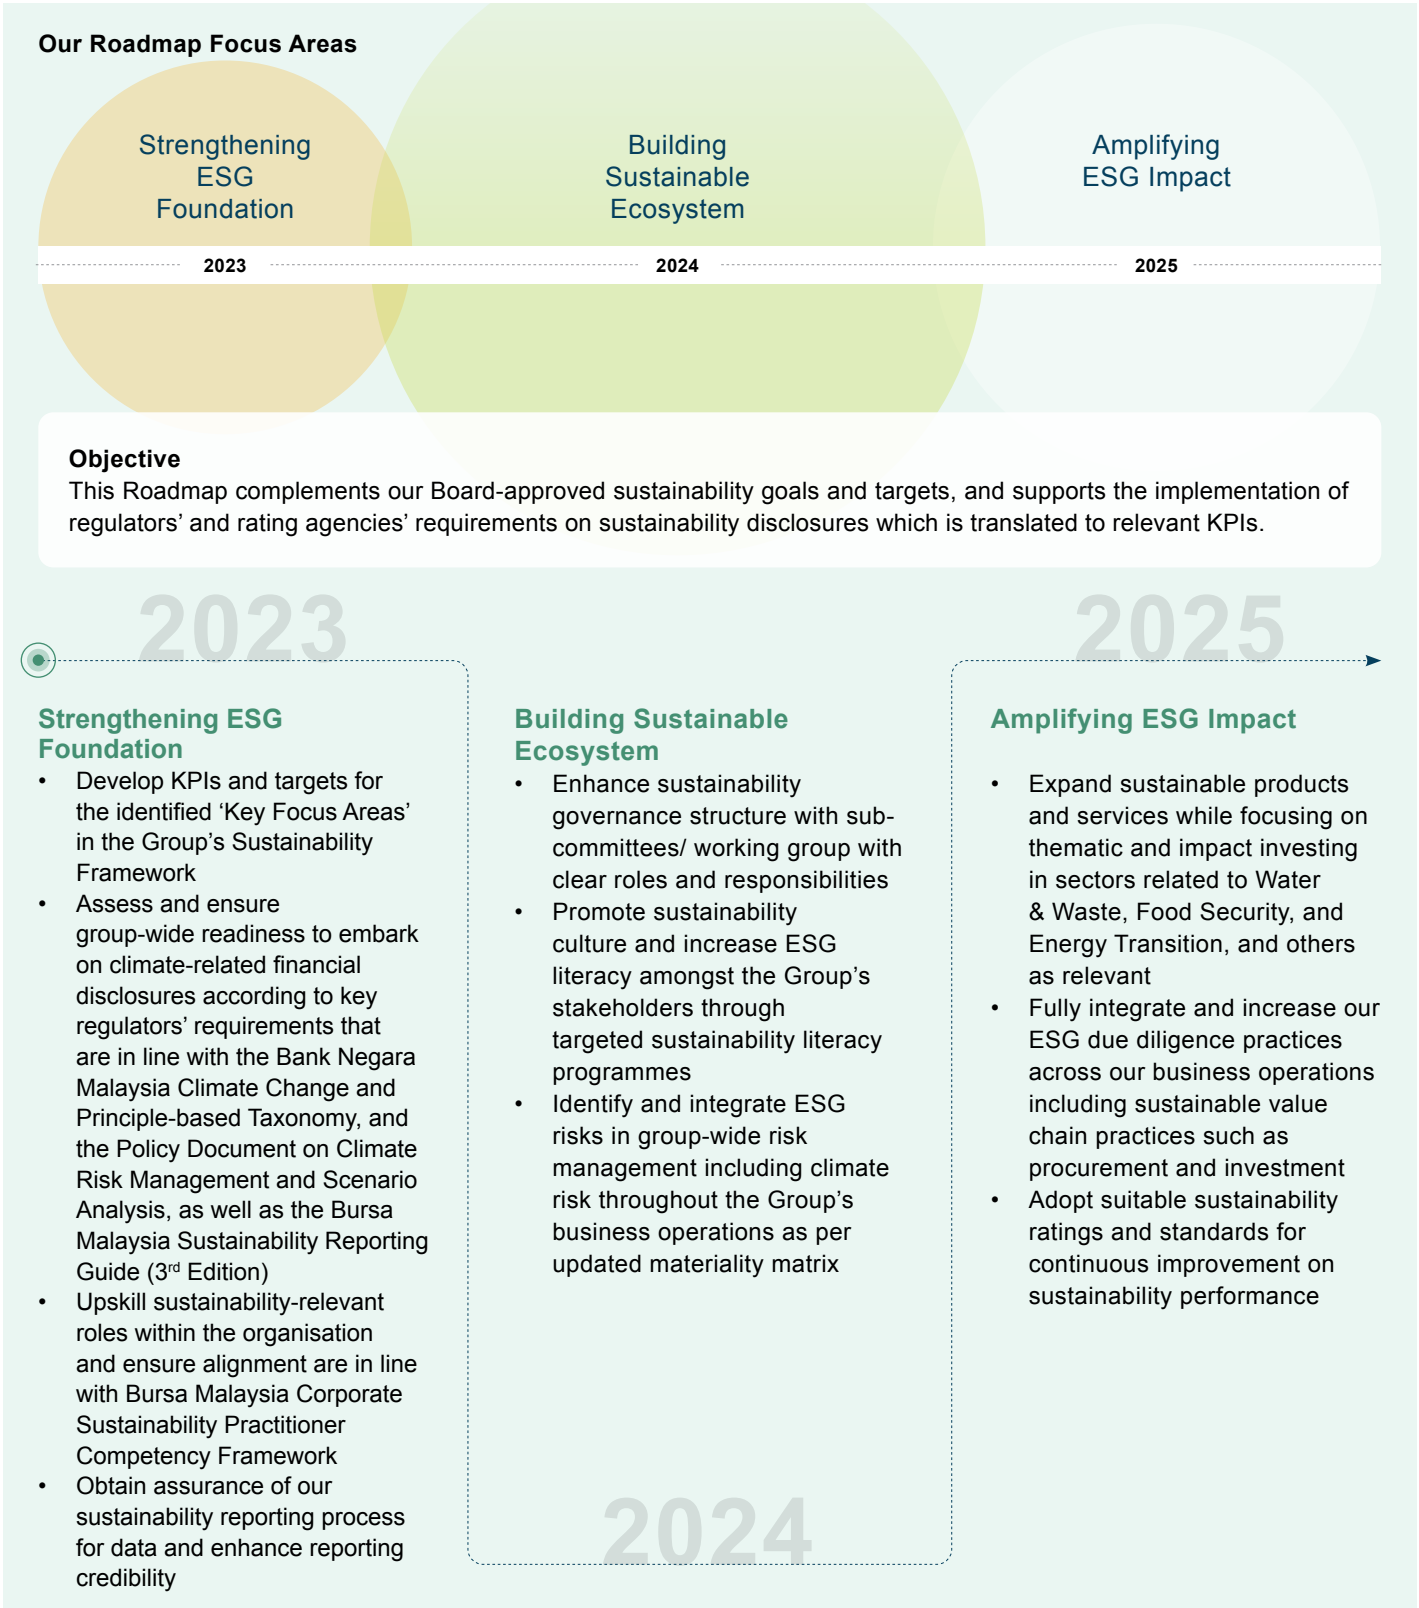 Our Roadmap Focus Areas
Strengthening
ESG
Foundation
Building
Sustainable
Ecosystem
Amplifying
ESG Impact
2023
2024
2025
Objective
This Roadmap complements our Board-approved sustainability goals and targets, and supports the implementation of
regulators’ and rating agencies’ requirements on sustainability disclosures which is translated to relevant KPIs.
2023
Strengthening ESG
Foundation
• Develop KPIs and targets for
the identified ‘Key Focus Areas’
in the Group’s Sustainability
Framework
• Assess and ensure
group-wide readiness to embark
on climate-related financial
disclosures according to key
regulators’ requirements that
are in line with the Bank Negara
Malaysia Climate Change and
Principle-based Taxonomy, and
the Policy Document on Climate
Risk Management and Scenario
Analysis, as well as the Bursa
Malaysia Sustainability Reporting
Guide (3rd Edition)
• Upskill sustainability-relevant
roles within the organisation
and ensure alignment are in line
with Bursa Malaysia Corporate
Sustainability Practitioner
Competency Framework
• Obtain assurance of our
sustainability reporting process
for data and enhance reporting
credibility
Building Sustainable
Ecosystem
• Enhance sustainability
governance structure with sub-
committees/ working group with
clear roles and responsibilities
• Promote sustainability
culture and increase ESG
literacy amongst the Group’s
stakeholders through
targeted sustainability literacy
programmes
• Identify and integrate ESG
risks in group-wide risk
management including climate
risk throughout the Group’s
business operations as per
updated materiality matrix
2024
2025
Amplifying ESG Impact
• Expand sustainable products
and services while focusing on
thematic and impact investing
in sectors related to Water
& Waste, Food Security, and
Energy Transition, and others
as relevant
• Fully integrate and increase our
ESG due diligence practices
across our business operations
including sustainable value
chain practices such as
procurement and investment
• Adopt suitable sustainability
ratings and standards for
continuous improvement on
sustainability performance